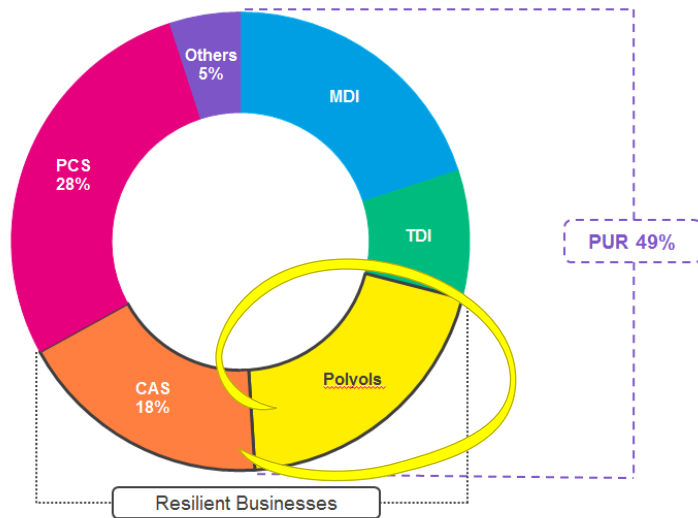 Others
5%
MDI
PCS
28%
TDI
PUR 49%
Polyols
CAS
18%
Resilient Businesses